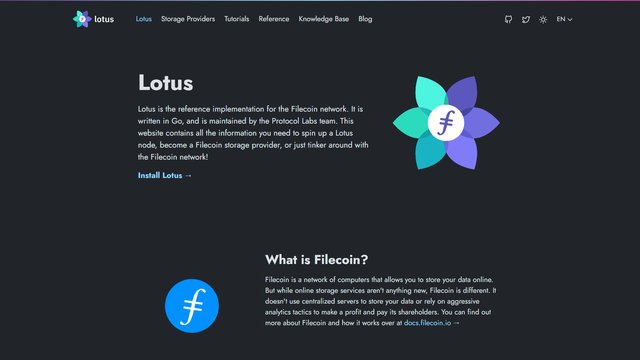 lotus
Lotus
Storage Providers
Tutorials
Reference
Knowledge Base
Blog
EN
Lotus
Lotus is the reference implementation for the Filecoin network. It is
written in Go, and is maintained by the Protocol Labs team. This
website contains all the information you need to spin up a Lotus
node, become a Filecoin storage provider, or just tinker around with
the Filecoin network!
Install Lotus →
What is Filecoin?
Filecoin is a network of computers that allows you to store your data online.
But while online storage services aren't anything new, Filecoin is different. It
doesn't use centralized servers to store your data or rely on aggressive
analytics tactics to make a profit and pay its shareholders. You can find out
more about Filecoin and how it works over at docs.filecoin.io →